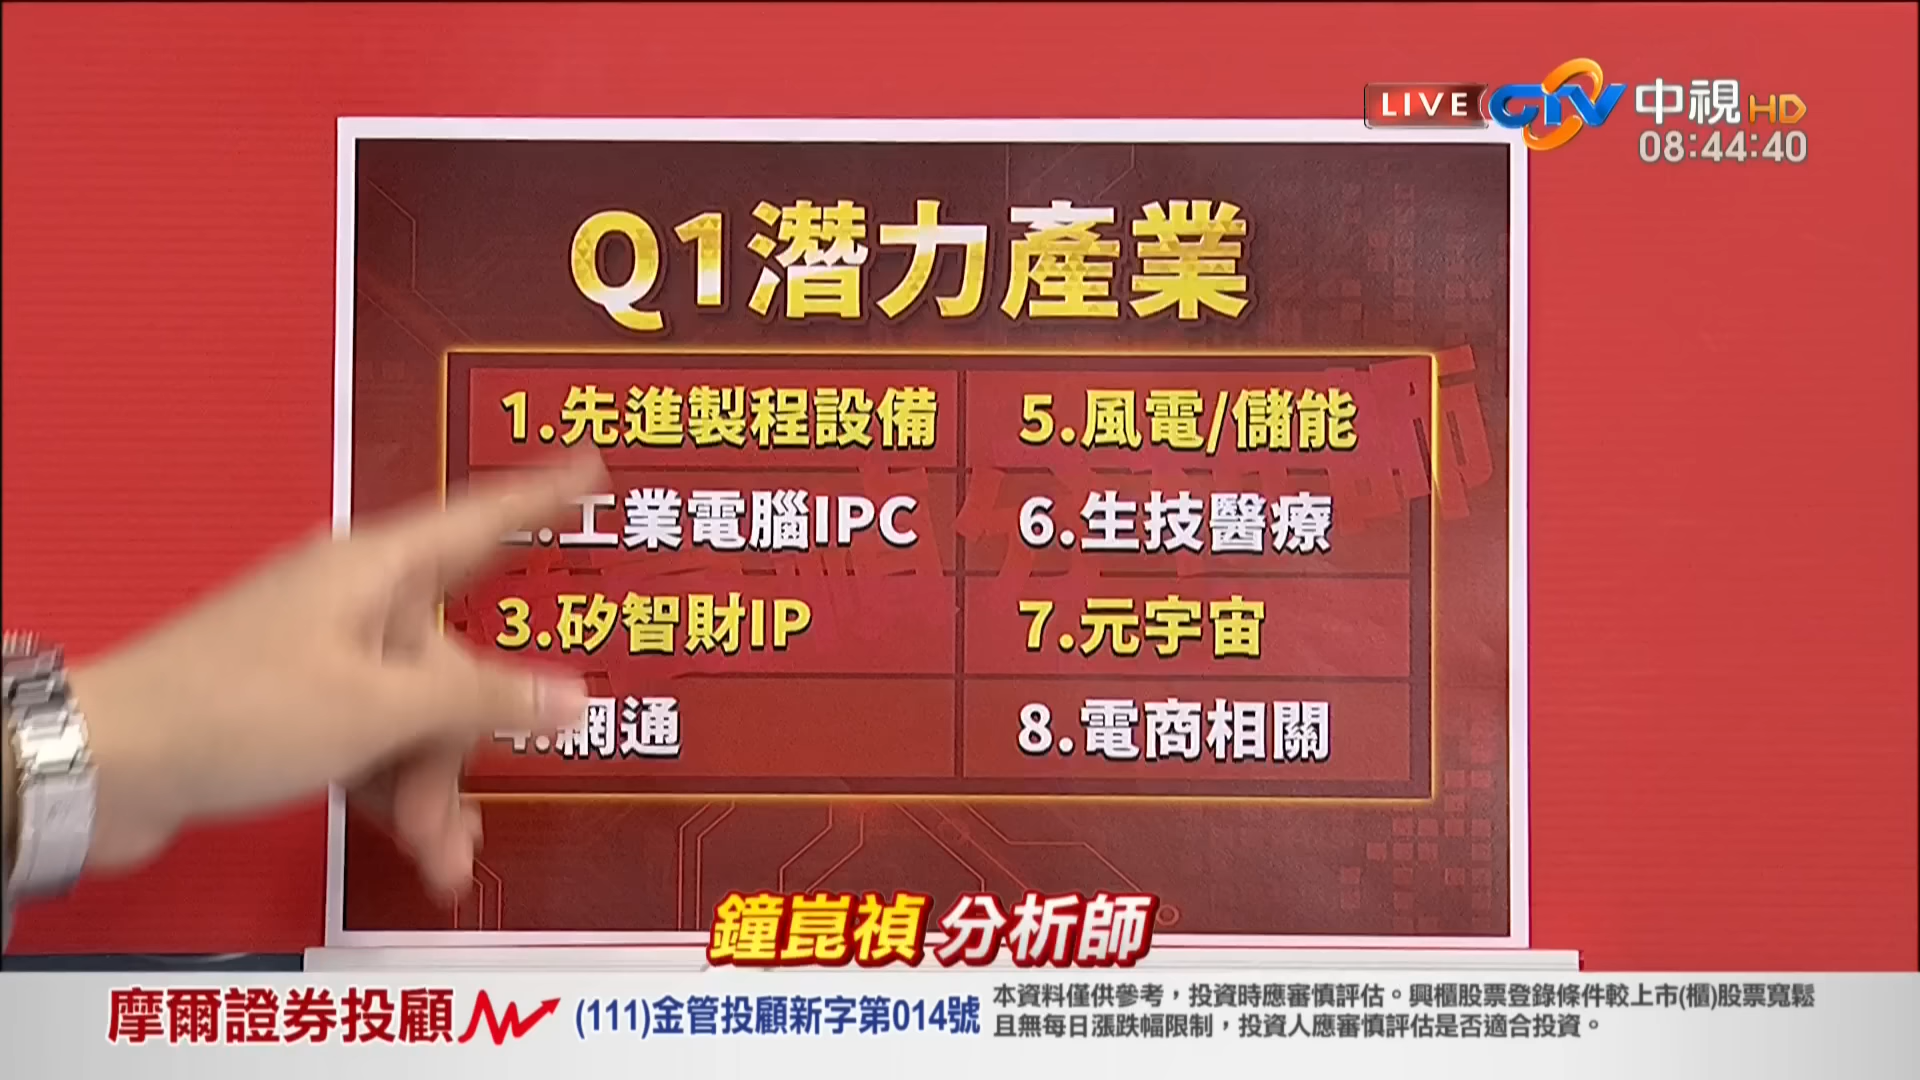 LIVE CTV 中視HD
08:44:40
Q1潛力產業
1.先進製程設備
2.工業電腦IPC
3.矽智財IP
4.網通
5.風電/儲能
6.生技醫療
7.元宇宙
8.電商相關
鐘崑禎 分析師
摩爾證券投顧
(111)金管投顧新字第014號
本資料僅供參考，投資時應審慎評估。興櫃股票登錄條件較上市(櫃)股票寬鬆
且無每日漲跌幅限制，投資人應審慎評估是否適合投資。